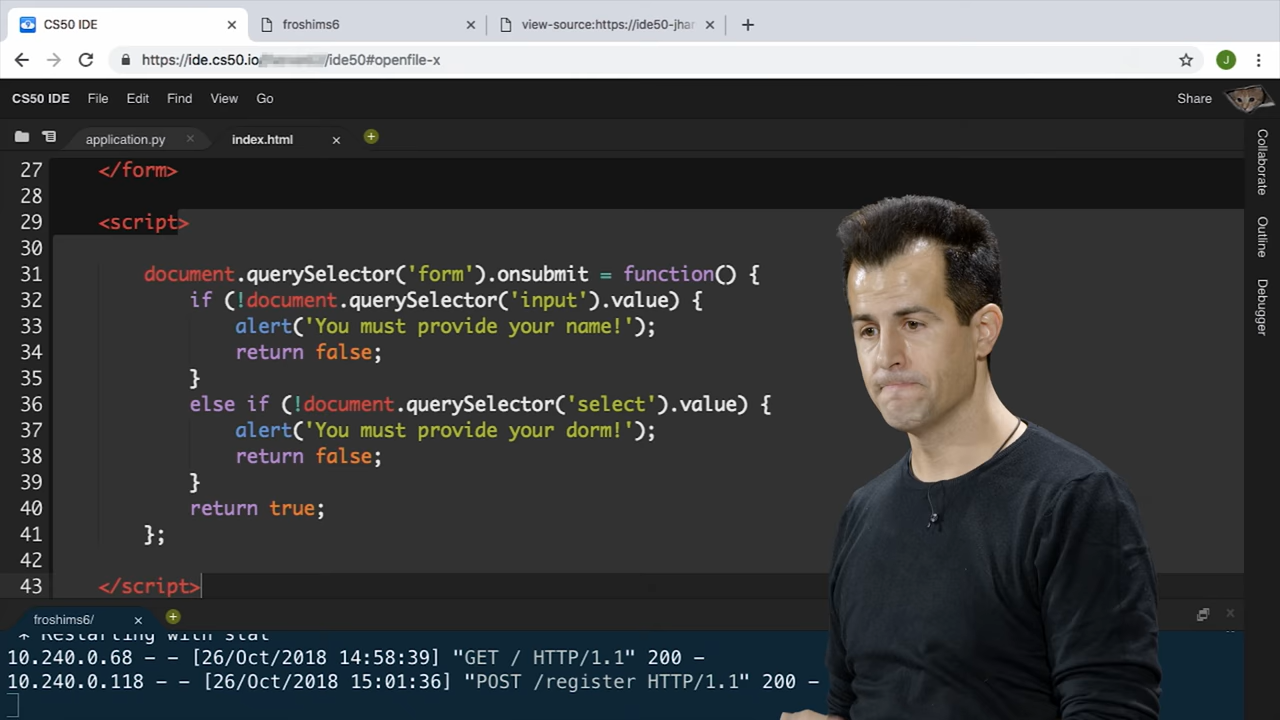 CS50 IDE froshims6 view-source:https://ide50-jhar
https://ide.cs50.io /ide50#openfile-x J
CS50 IDE File Edit Find View Go Share
application.py index.html
Collaborate
Outline
Debugger
27 </form>
28
29 <script>
30
31 document.querySelector('form').onsubmit = function() {
32 if (!document.querySelector('input').value) {
33 alert('You must provide your name!');
34 return false;
35 }
36 else if (!document.querySelector('select').value) {
37 alert('You must provide your dorm!');
38 return false;
39 }
40 return true;
41 };
42
43 </script>
froshims6/
* Restarting with stat
10.240.0.68 - - [26/Oct/2018 14:58:39] "GET / HTTP/1.1" 200 -
10.240.0.118 - - [26/Oct/2018 15:01:36] "POST /register HTTP/1.1" 200 -